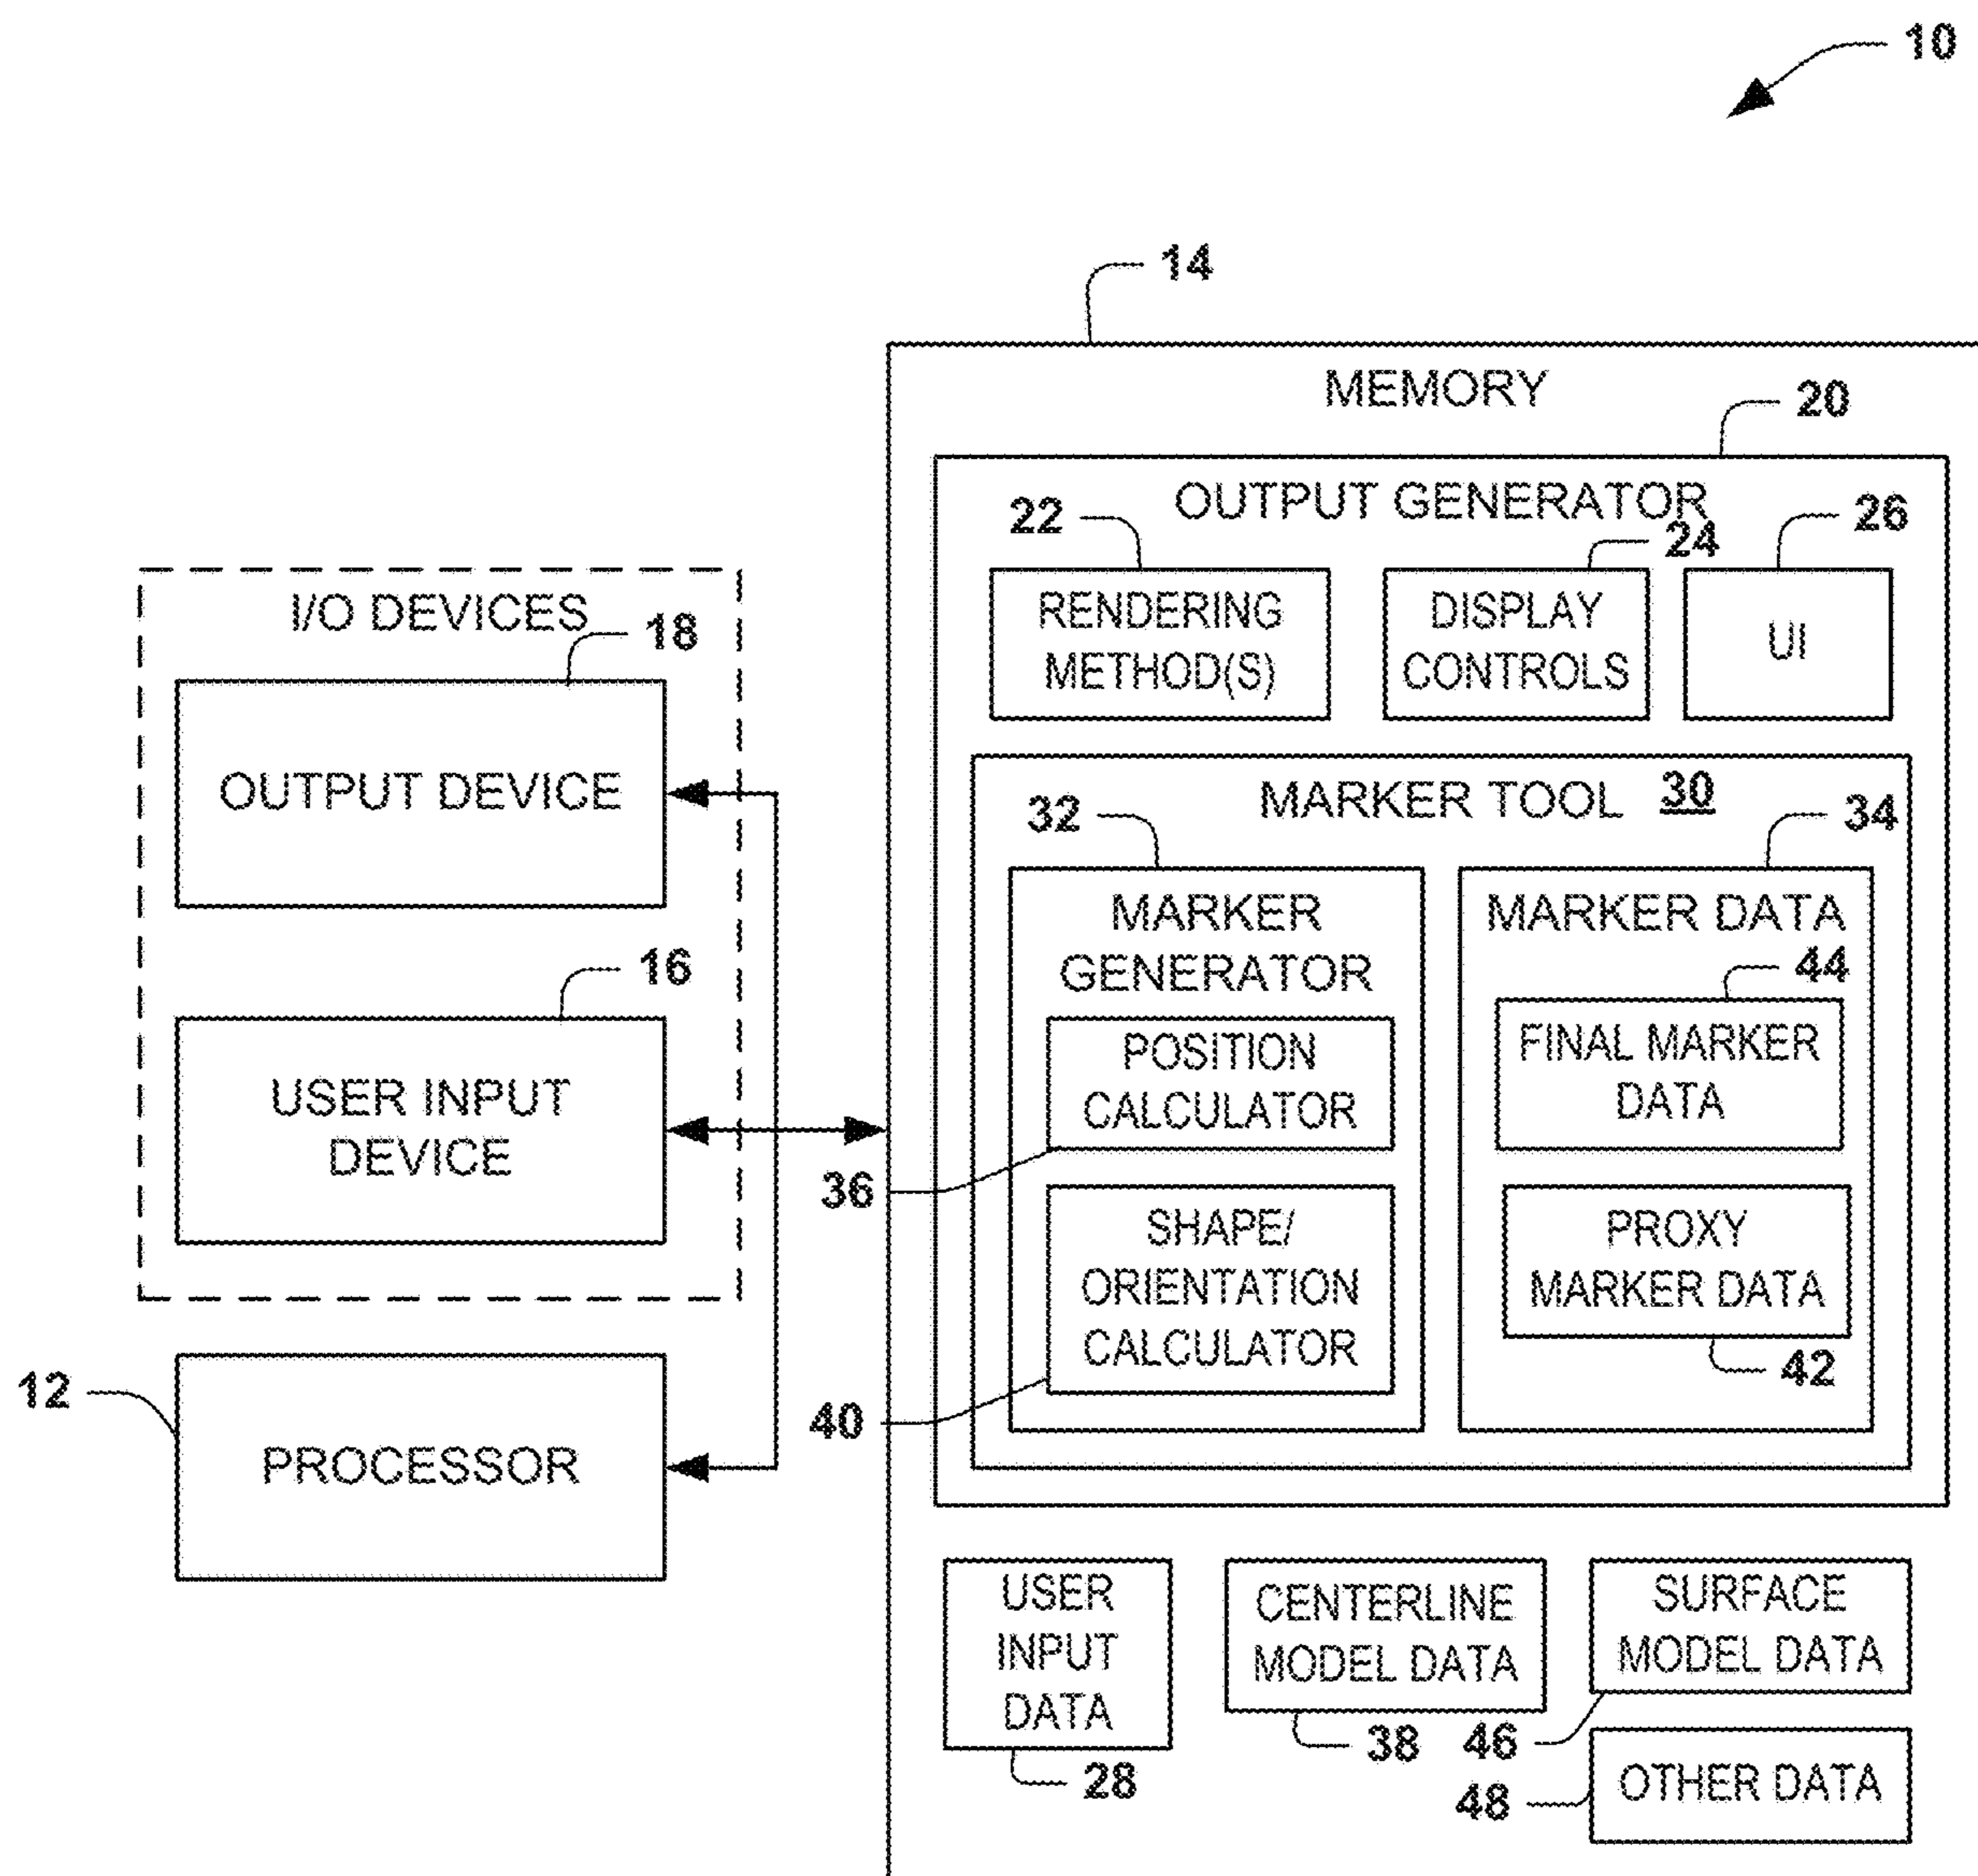 10
14
MEMORY
20
OUTPUT GENERATOR
22
24
26
RENDERING
METHOD(S)
DISPLAY
CONTROLS
UI
I/O DEVICES
18
OUTPUT DEVICE
16
USER INPUT
DEVICE
12
PROCESSOR
MARKER TOOL 30
32
34
MARKER
GENERATOR
POSITION
CALCULATOR
36
SHAPE/
ORIENTATION
CALCULATOR
40
MARKER DATA
44
FINAL MARKER
DATA
PROXY
MARKER DATA
42
USER
INPUT
DATA
28
CENTERLINE
MODEL DATA
38
SURFACE
MODEL DATA
46
OTHER DATA
48